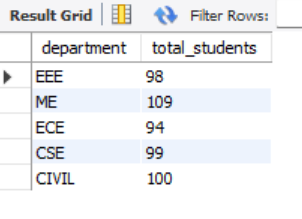 Result Grid Filter Rows:
department total_students
EEE 98
ME 109
ECE 94
CSE 99
CIVIL 100